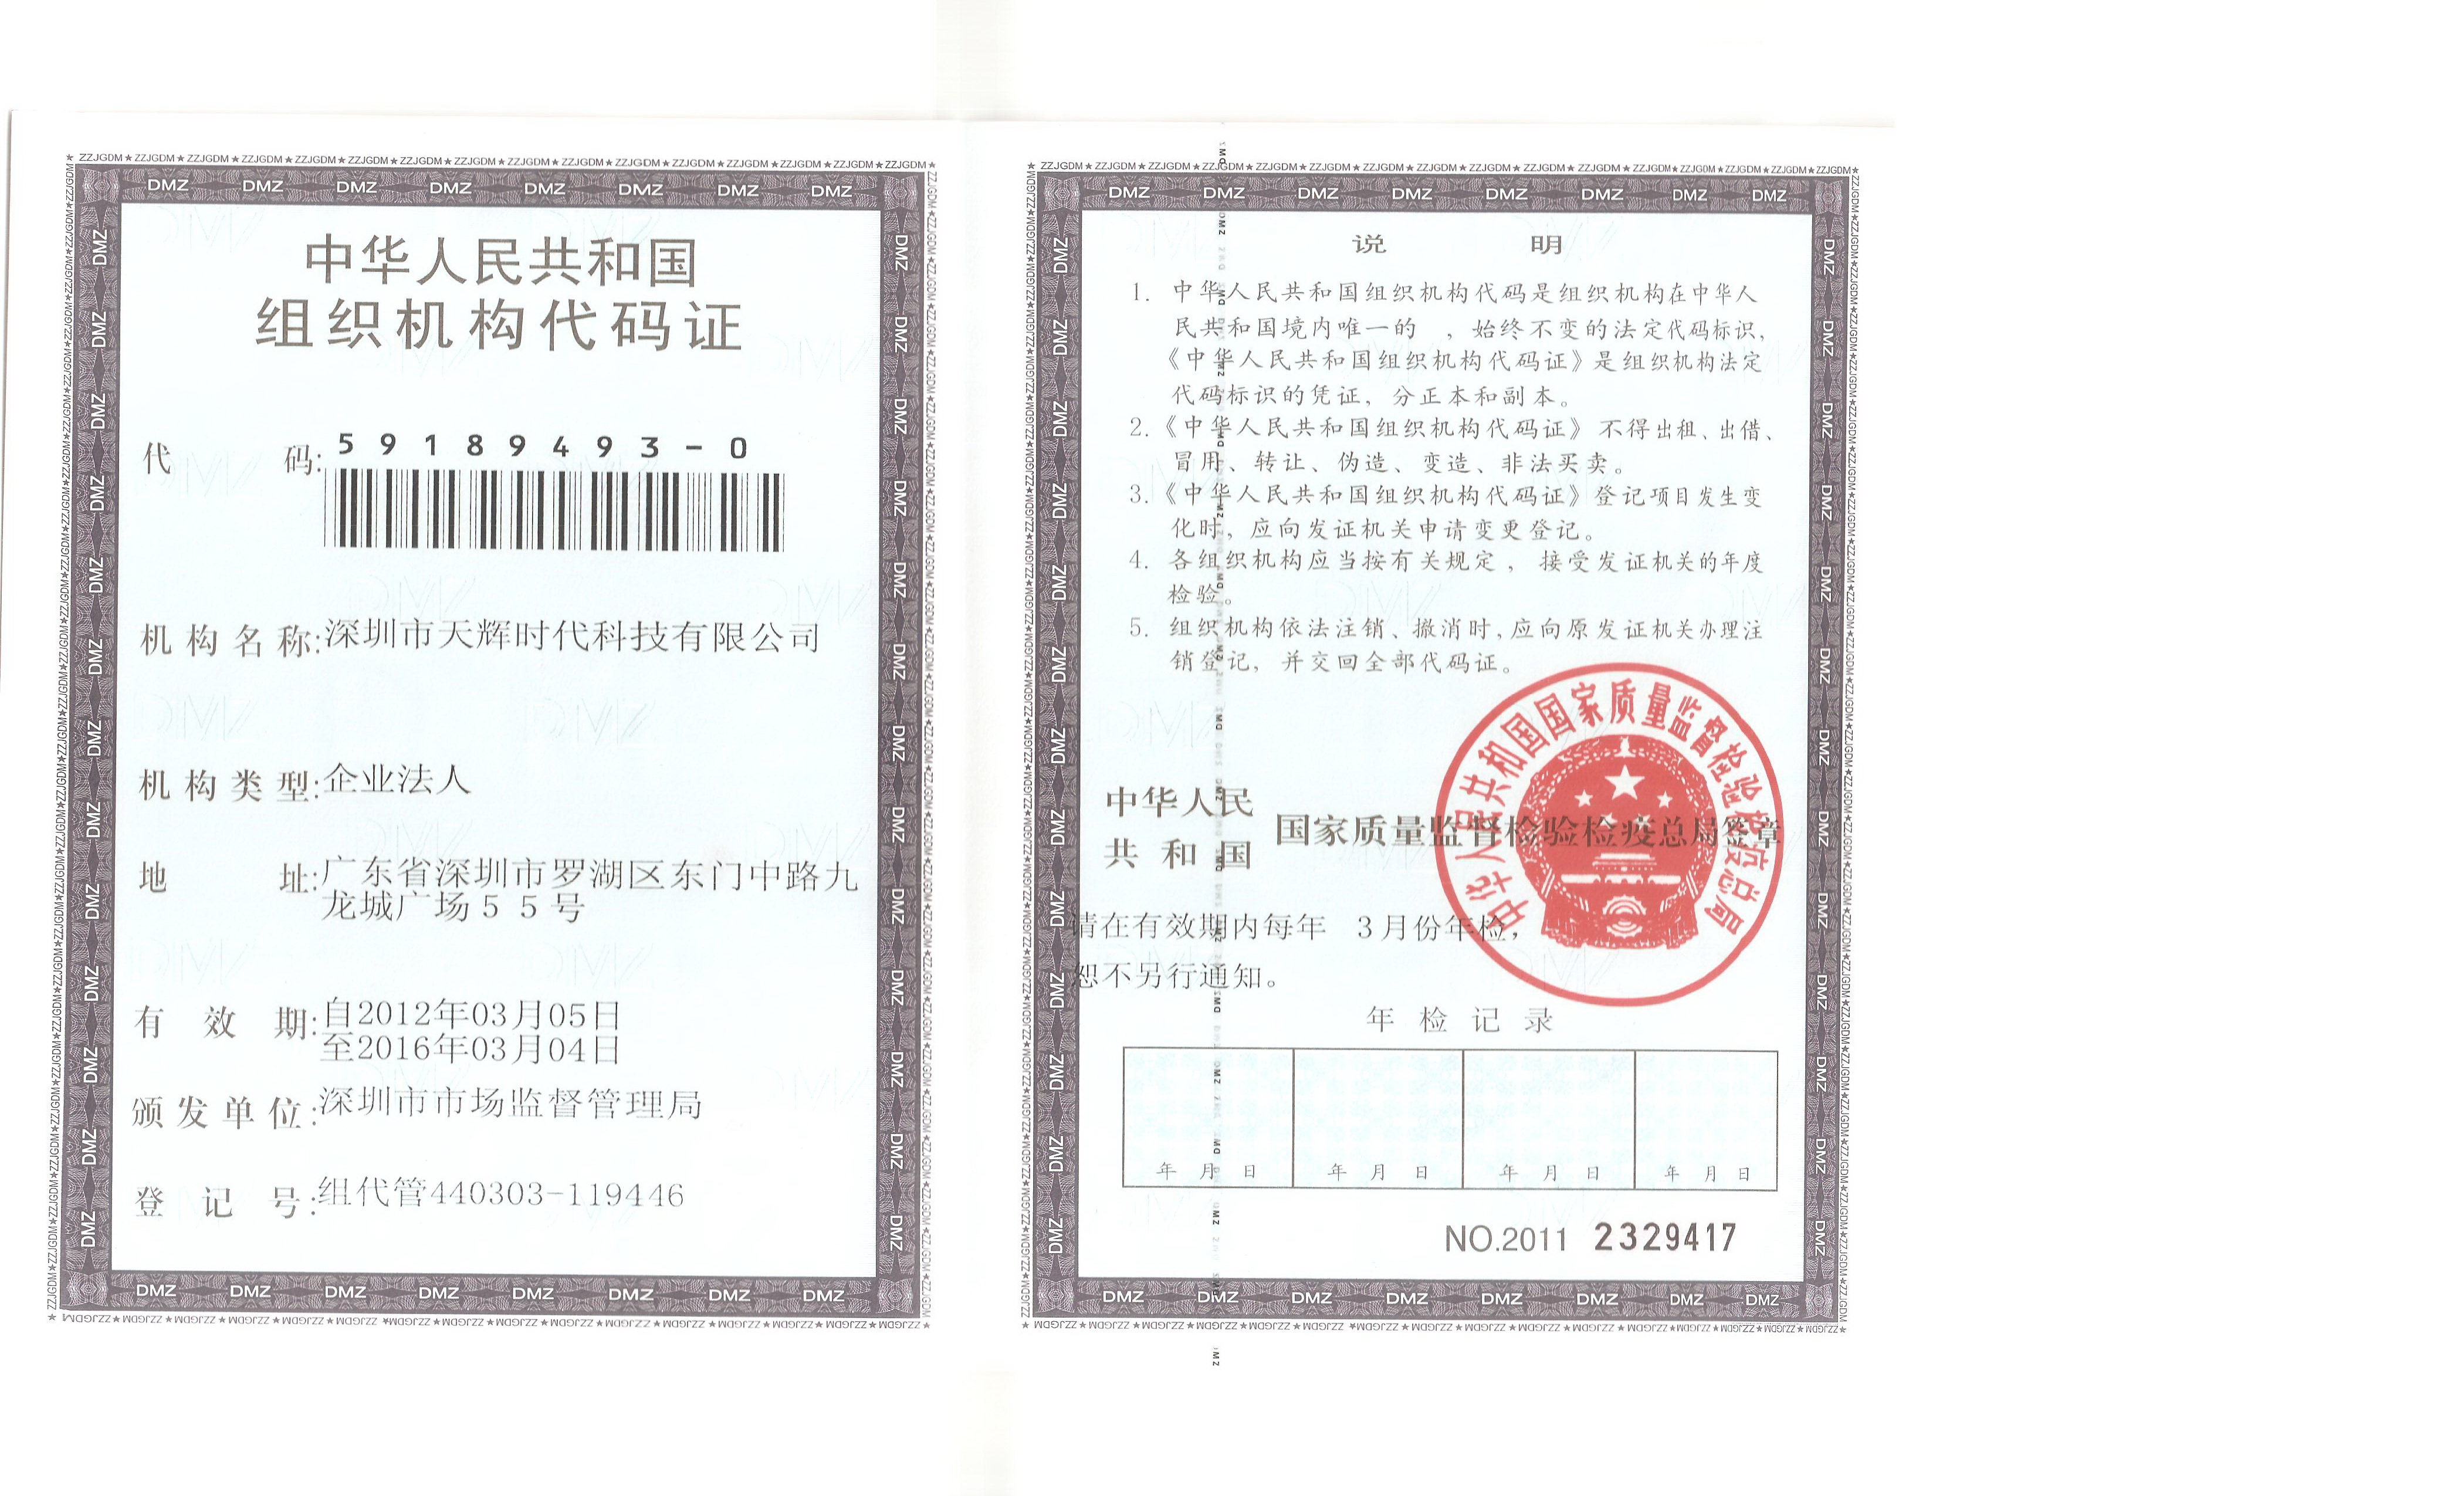 中华人民共和国
组织机构代码证
代 码: 59189493-0
机构名称: 深圳市天辉时代科技有限公司
机构类型: 企业法人
地 址: 广东省深圳市罗湖区东门中路九
龙城广场５５号
有 效 期: 自2012年03月05日
至2016年03月04日
颁发单位: 深圳市市场监督管理局
登 记 号: 组代管440303-119446
说 明
1. 中华人民共和国组织机构代码是组织机构在中华人
民共和国境内唯一的 ，始终不变的法定代码标识，
《中华人民共和国组织机构代码证》是组织机构法定
代码标识的凭证，分正本和副本。
2.《中华人民共和国组织机构代码证》不得出租、出借、
冒用、转让、伪造、变造、非法买卖。
3.《中华人民共和国组织机构代码证》登记项目发生变
化时，应向发证机关申请变更登记。
4. 各组织机构应当按有关规定，接受发证机关的年度
检验。
5. 组织机构依法注销、撤消时，应向原发证机关办理注
销登记，并交回全部代码证。
中华人民
共和国 国家质量监督检验检疫总局签章
中华人民共和国国家质量监督检验检疫总局
请在有效期内每年 3月份年检，
恕不另行通知。
年 检 记 录
年 月 日 年 月 日 年 月 日 年 月 日
NO.2011 2329417